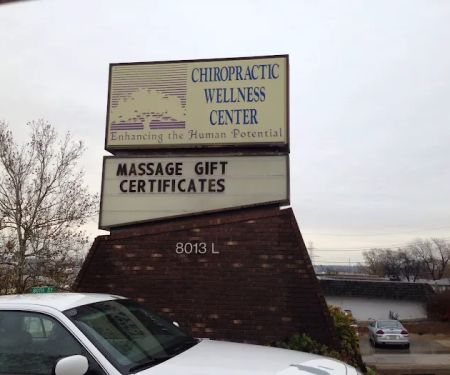 CHIROPRACTIC
WELLNESS
CENTER
Enhancing the Human Potential
MASSAGE GIFT
CERTIFICATES
8013 L